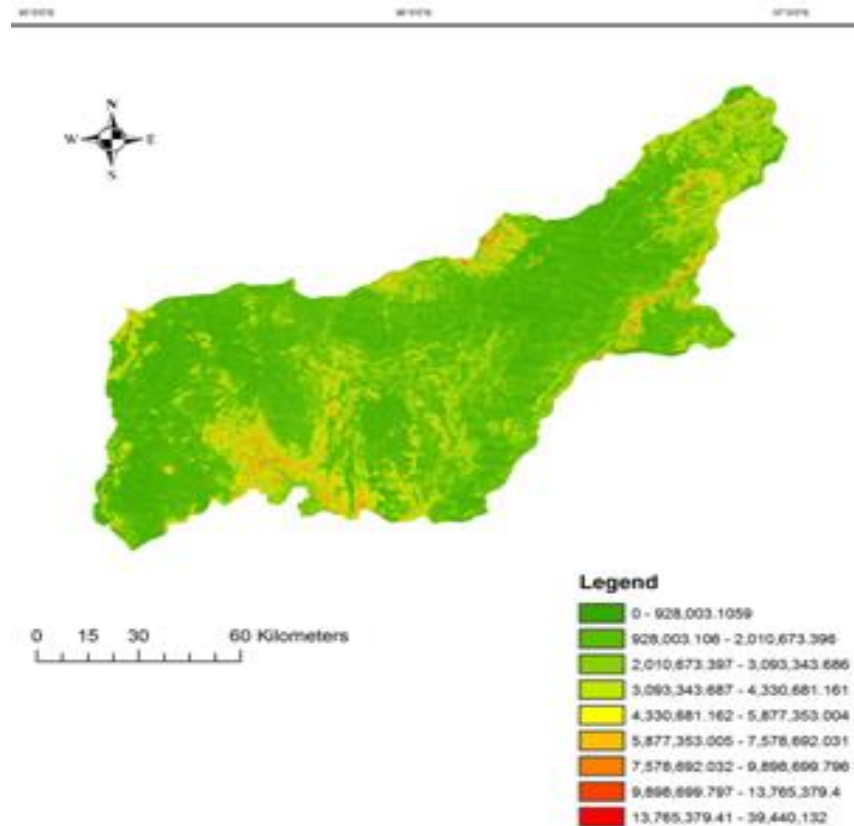 N
W E
S
0 15 30 60 Kilometers
Legend
0 - 928,003.1059
928,003.106 - 2,010,673.396
2,010,673.397 - 3,093,343.686
3,093,343.687 - 4,330,681.161
4,330,681.162 - 5,877,353.004
5,877,353.005 - 7,578,692.031
7,578,692.032 - 9,898,699.796
9,898,699.797 - 13,765,379.4
13,765,379.41 - 39,440,132